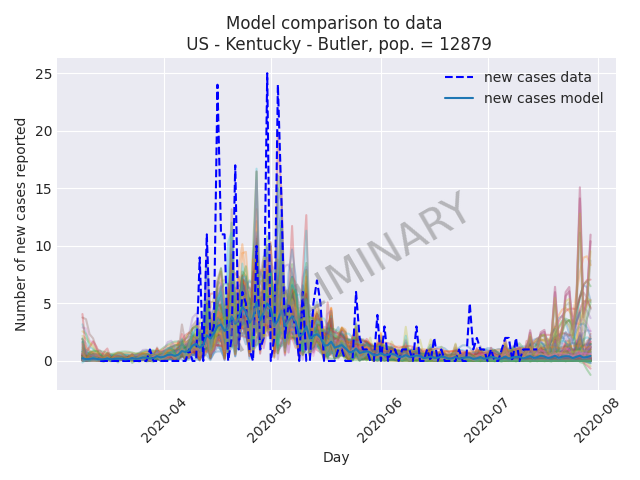 Model comparison to data
US - Kentucky - Butler, pop. = 12879
new cases data
new cases model
Number of new cases reported
25
20
15
10
5
0
2020-04
2020-05
2020-06
2020-07
2020-08
Day